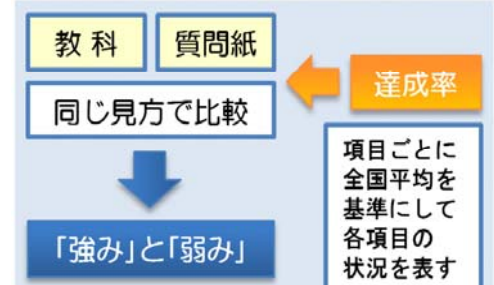 教科
質問紙
達成率
同じ見方で比較
項目ごとに
全国平均を
基準にして
各項目の
状況を表す
「強み」と「弱み」